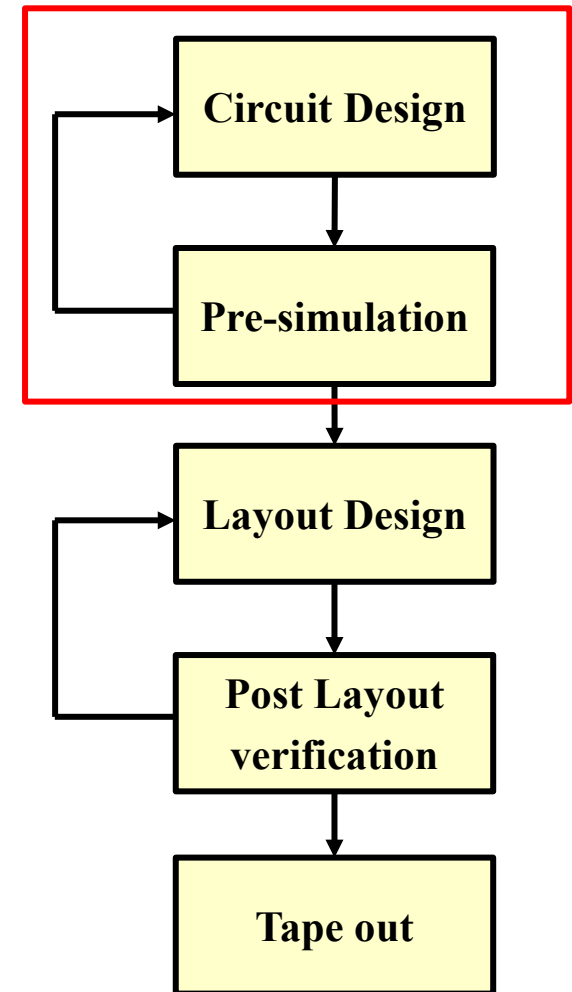 Circuit Design
Pre-simulation
Layout Design
Post Layout
verification
Tape out